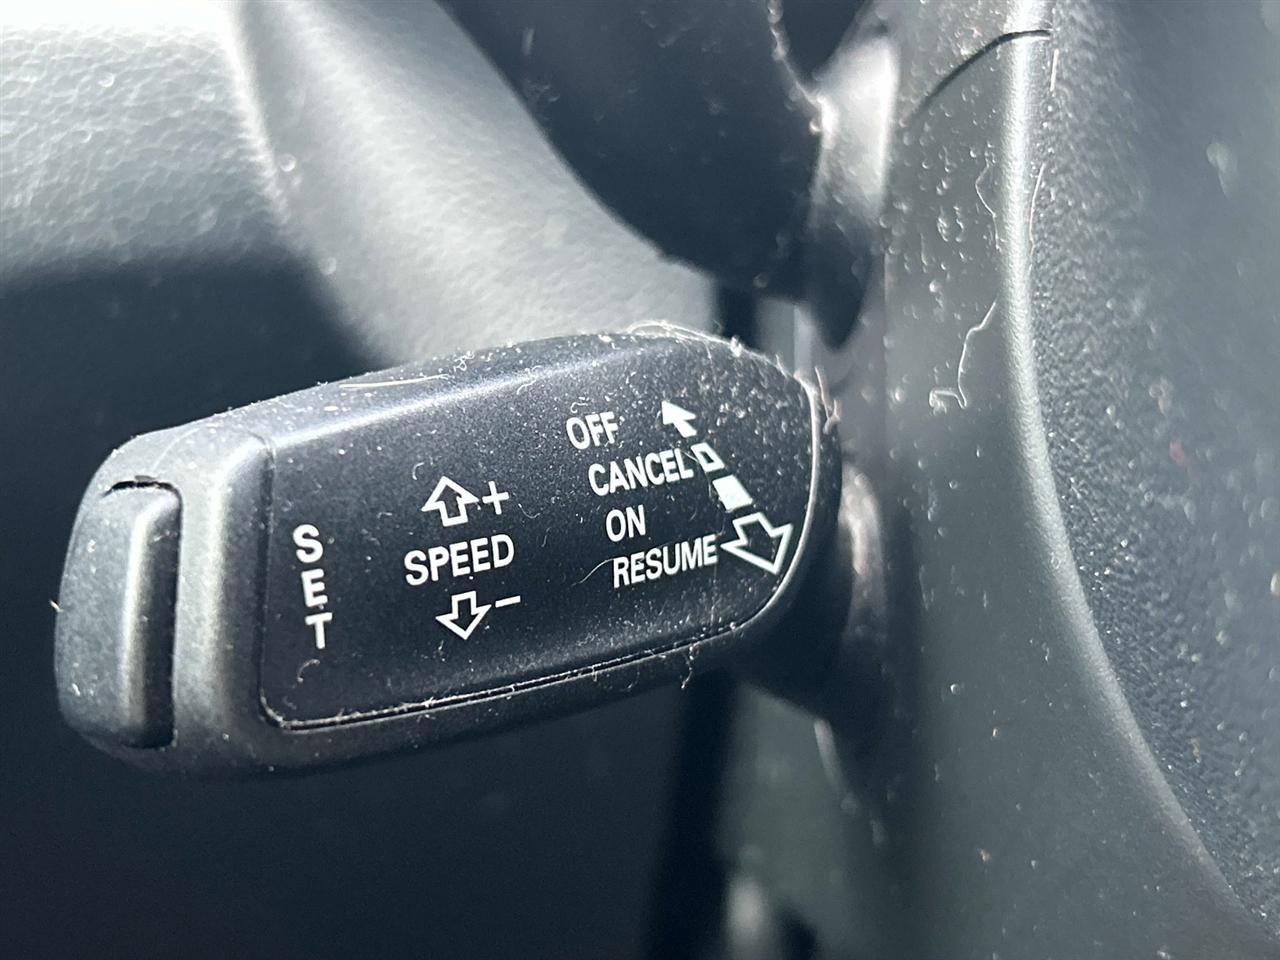 SET
+
SPEED
−
OFF
CANCEL
ON
RESUME